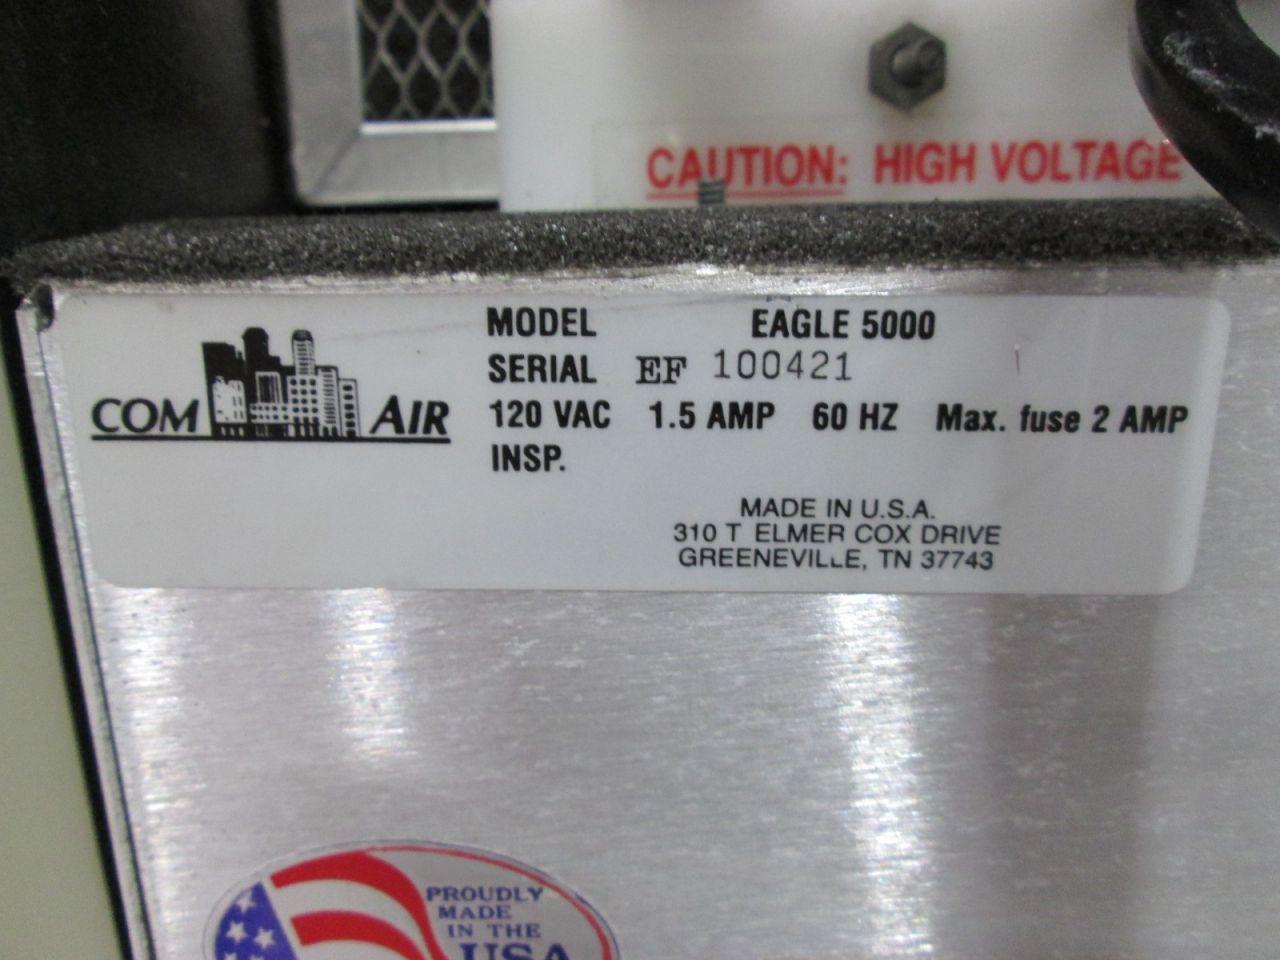 CAUTION: HIGH VOLTAGE
COM AIR
MODEL EAGLE 5000
SERIAL EF 100421
120 VAC 1.5 AMP 60 HZ Max. fuse 2 AMP
INSP.
MADE IN U.S.A.
310 T ELMER COX DRIVE
GREENEVILLE, TN 37743
PROUDLY
MADE
IN THE
USA